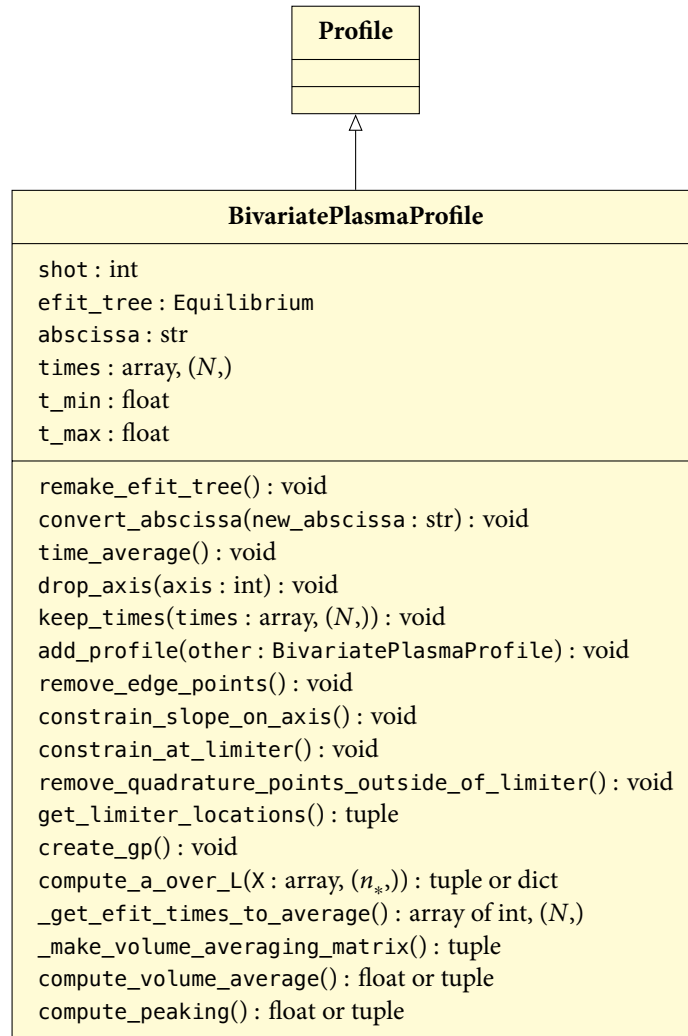 Profile
BivariatePlasmaProfile
shot : int
efit_tree : Equilibrium
abscissa : str
times : array, (N,)
t_min : float
t_max : float
remake_efit_tree() : void
convert_abscissa(new_abscissa : str) : void
time_average() : void
drop_axis(axis : int) : void
keep_times(times : array, (N,)) : void
add_profile(other : BivariatePlasmaProfile) : void
remove_edge_points() : void
constrain_slope_on_axis() : void
constrain_at_limiter() : void
remove_quadrature_points_outside_of_limiter() : void
get_limiter_locations() : tuple
create_gp() : void
compute_a_over_L(X : array, (n*,)) : tuple or dict
_get_efit_times_to_average() : array of int, (N,)
_make_volume_averaging_matrix() : tuple
compute_volume_average() : float or tuple
compute_peaking() : float or tuple